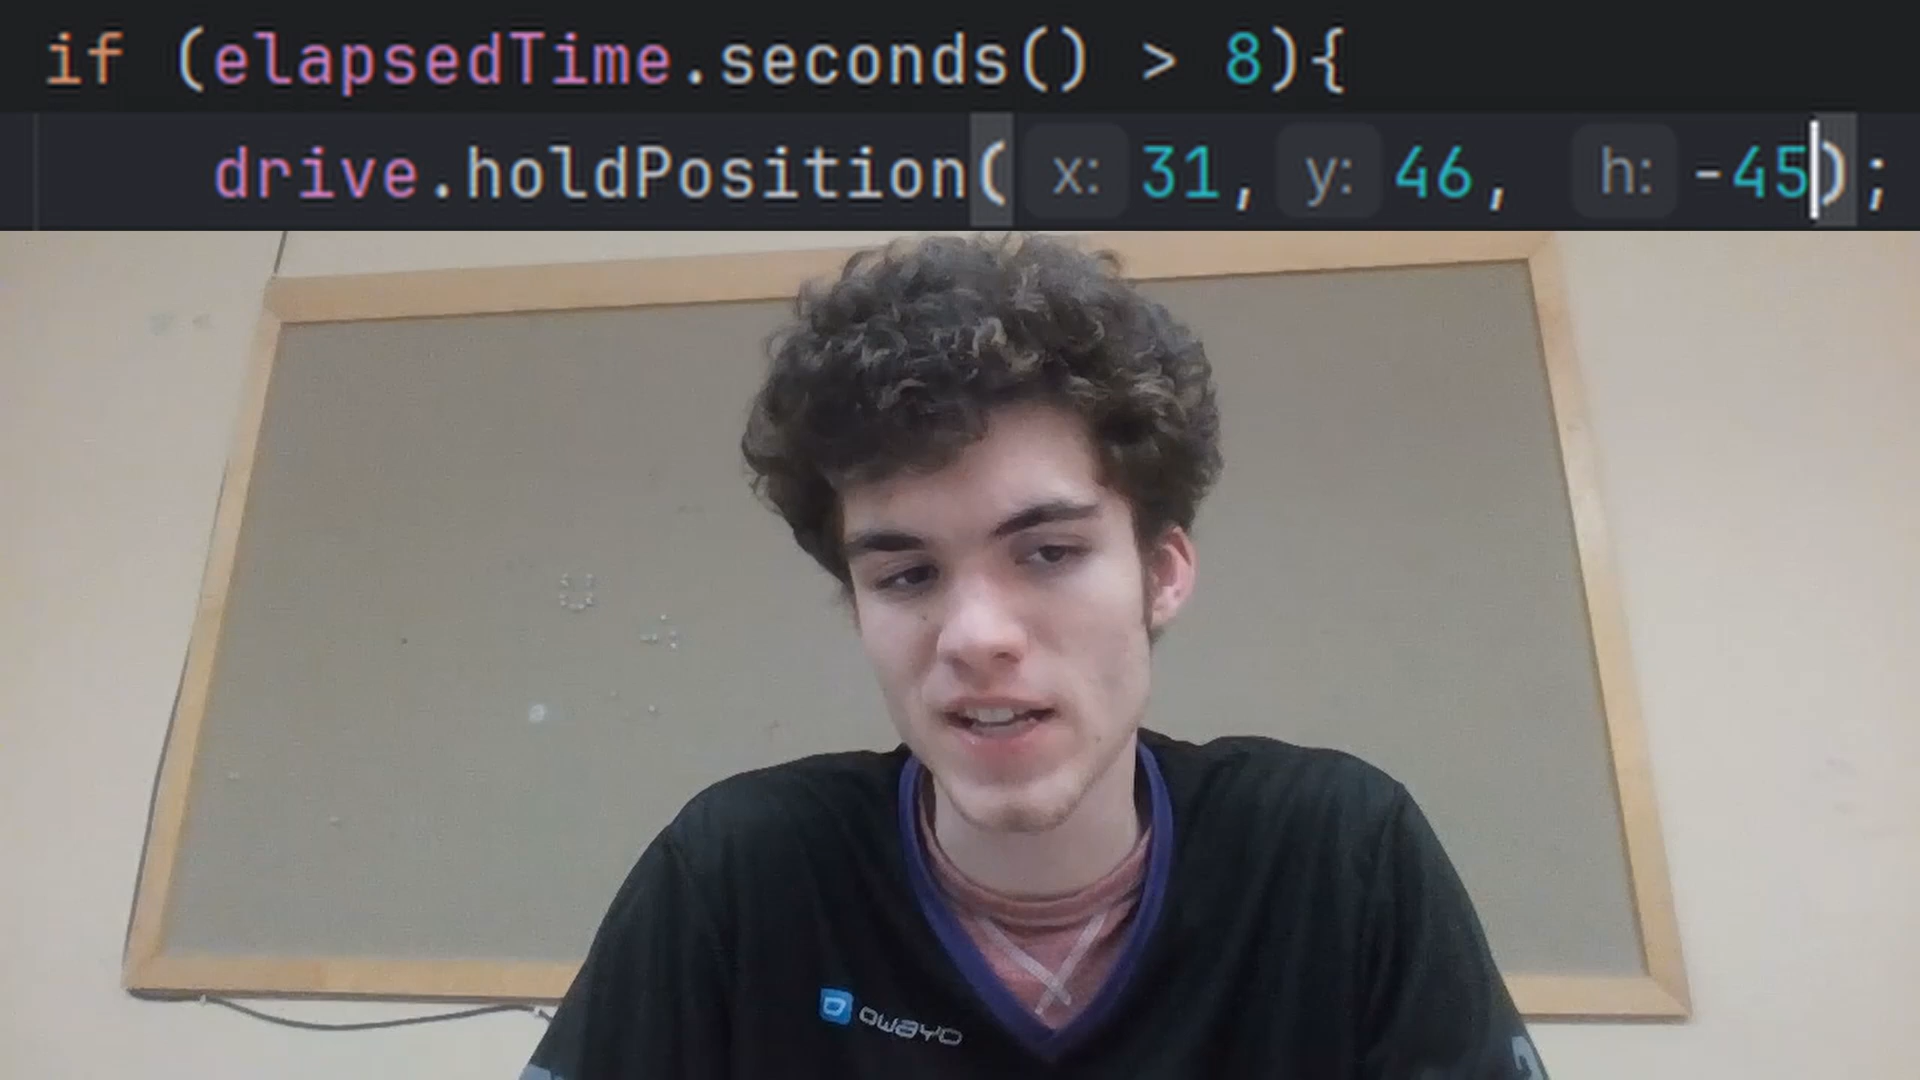 if (elapsedTime.seconds() > 8){
drive.holdPosition( x: 31, y: 46, h: -45);
owayo